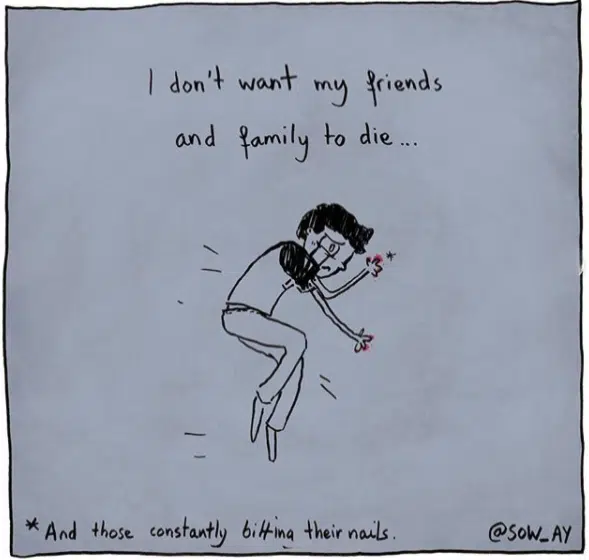 I don't want my friends
and family to die...
*
* And those constantly bitting their nails.
@SOW_AY